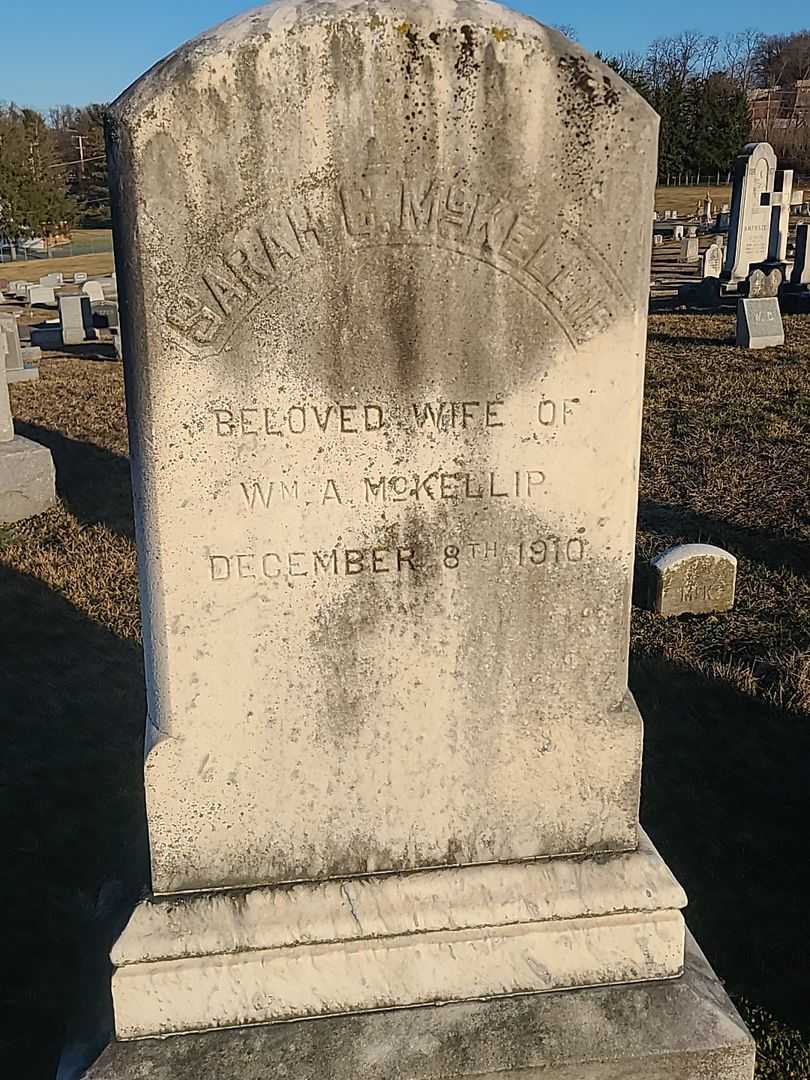 SARAH C. McKELLIP
BELOVED WIFE OF
Wm. A. McKELLIP
DECEMBER 8TH 1910
W. C